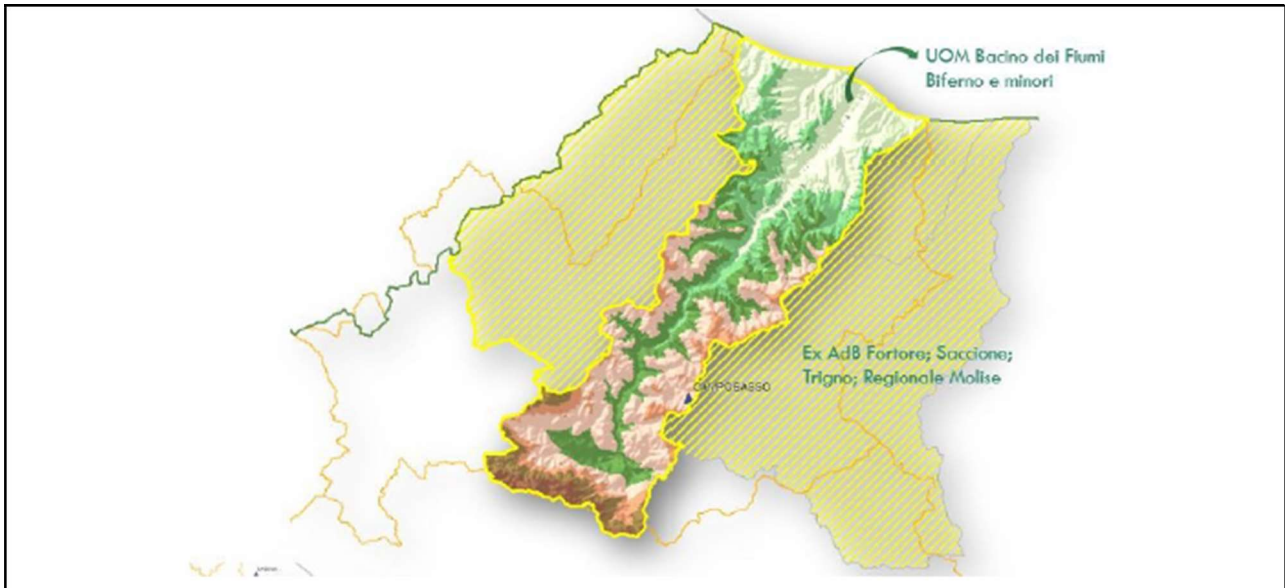 UOM Bacino dei Fiumi
Biferno e minori
Ex AdB Fortore; Saccione;
Trigno; Regionale Molise
CAMPOBASSO